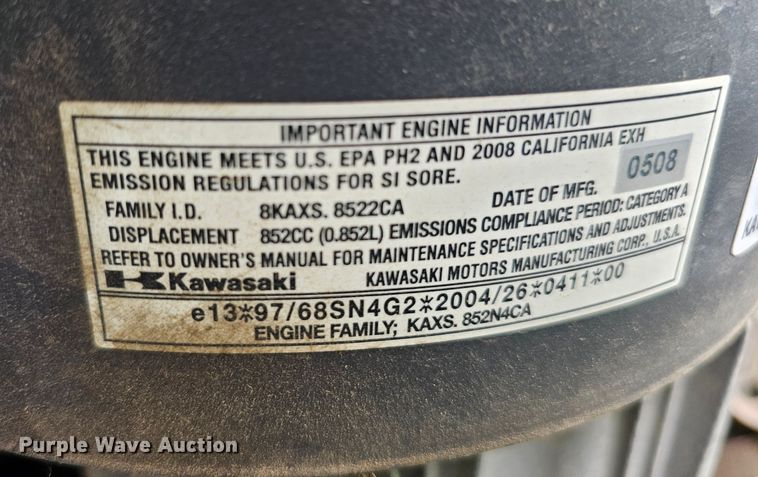 IMPORTANT ENGINE INFORMATION
THIS ENGINE MEETS U.S. EPA PH2 AND 2008 CALIFORNIA EXH
EMISSION REGULATIONS FOR SI SORE.
DATE OF MFG. 0508
FAMILY I.D. 8KAXS. 8522CA
DISPLACEMENT 852CC (0.852L) EMISSIONS COMPLIANCE PERIOD: CATEGORY A
REFER TO OWNER'S MANUAL FOR MAINTENANCE SPECIFICATIONS AND ADJUSTMENTS.
Kawasaki KAWASAKI MOTORS MANUFACTURING CORP., U.S.A.
e13*97/68SN4G2*2004/26*0411*00
ENGINE FAMILY; KAXS. 852N4CA
Purple Wave Auction